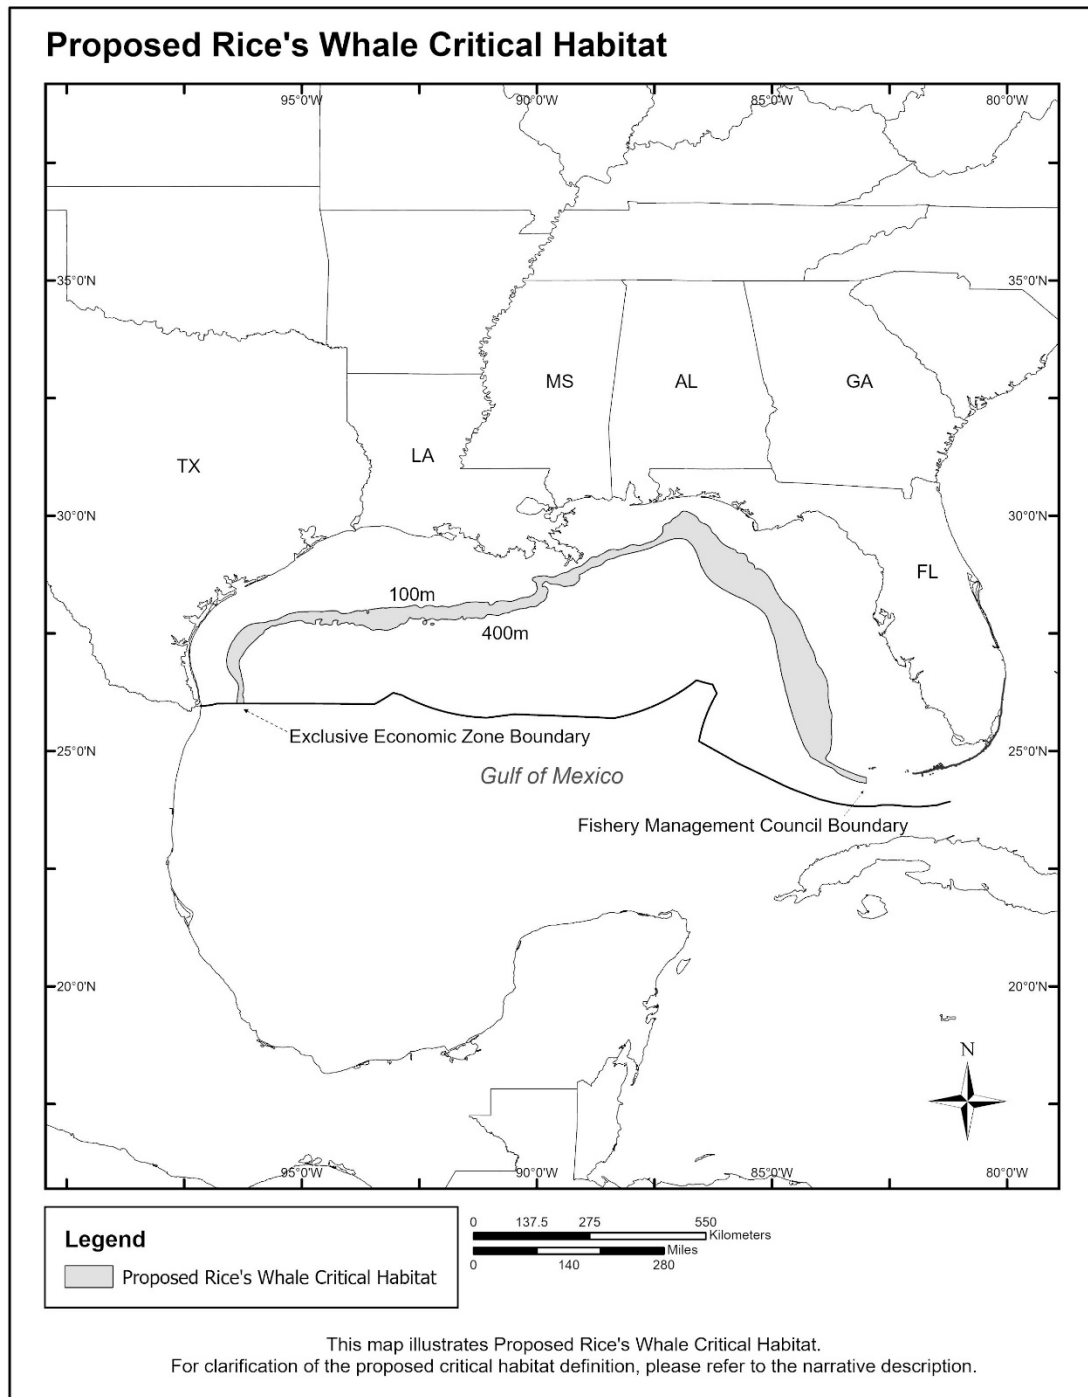 Proposed Rice's Whale Critical Habitat
95°0'W 90°0'W 85°0'W 80°0'W
35°0'N 35°0'N
MS AL GA
LA
TX
30°0'N 30°0'N
FL
100m
400m
Exclusive Economic Zone Boundary
25°0'N 25°0'N
Gulf of Mexico
Fishery Management Council Boundary
20°0'N 20°0'N
N
95°0'W 90°0'W 85°0'W 80°0'W
Legend
Proposed Rice's Whale Critical Habitat
0 137.5 275 550
Kilometers
Miles
0 140 280
This map illustrates Proposed Rice's Whale Critical Habitat.
For clarification of the proposed critical habitat definition, please refer to the narrative description.